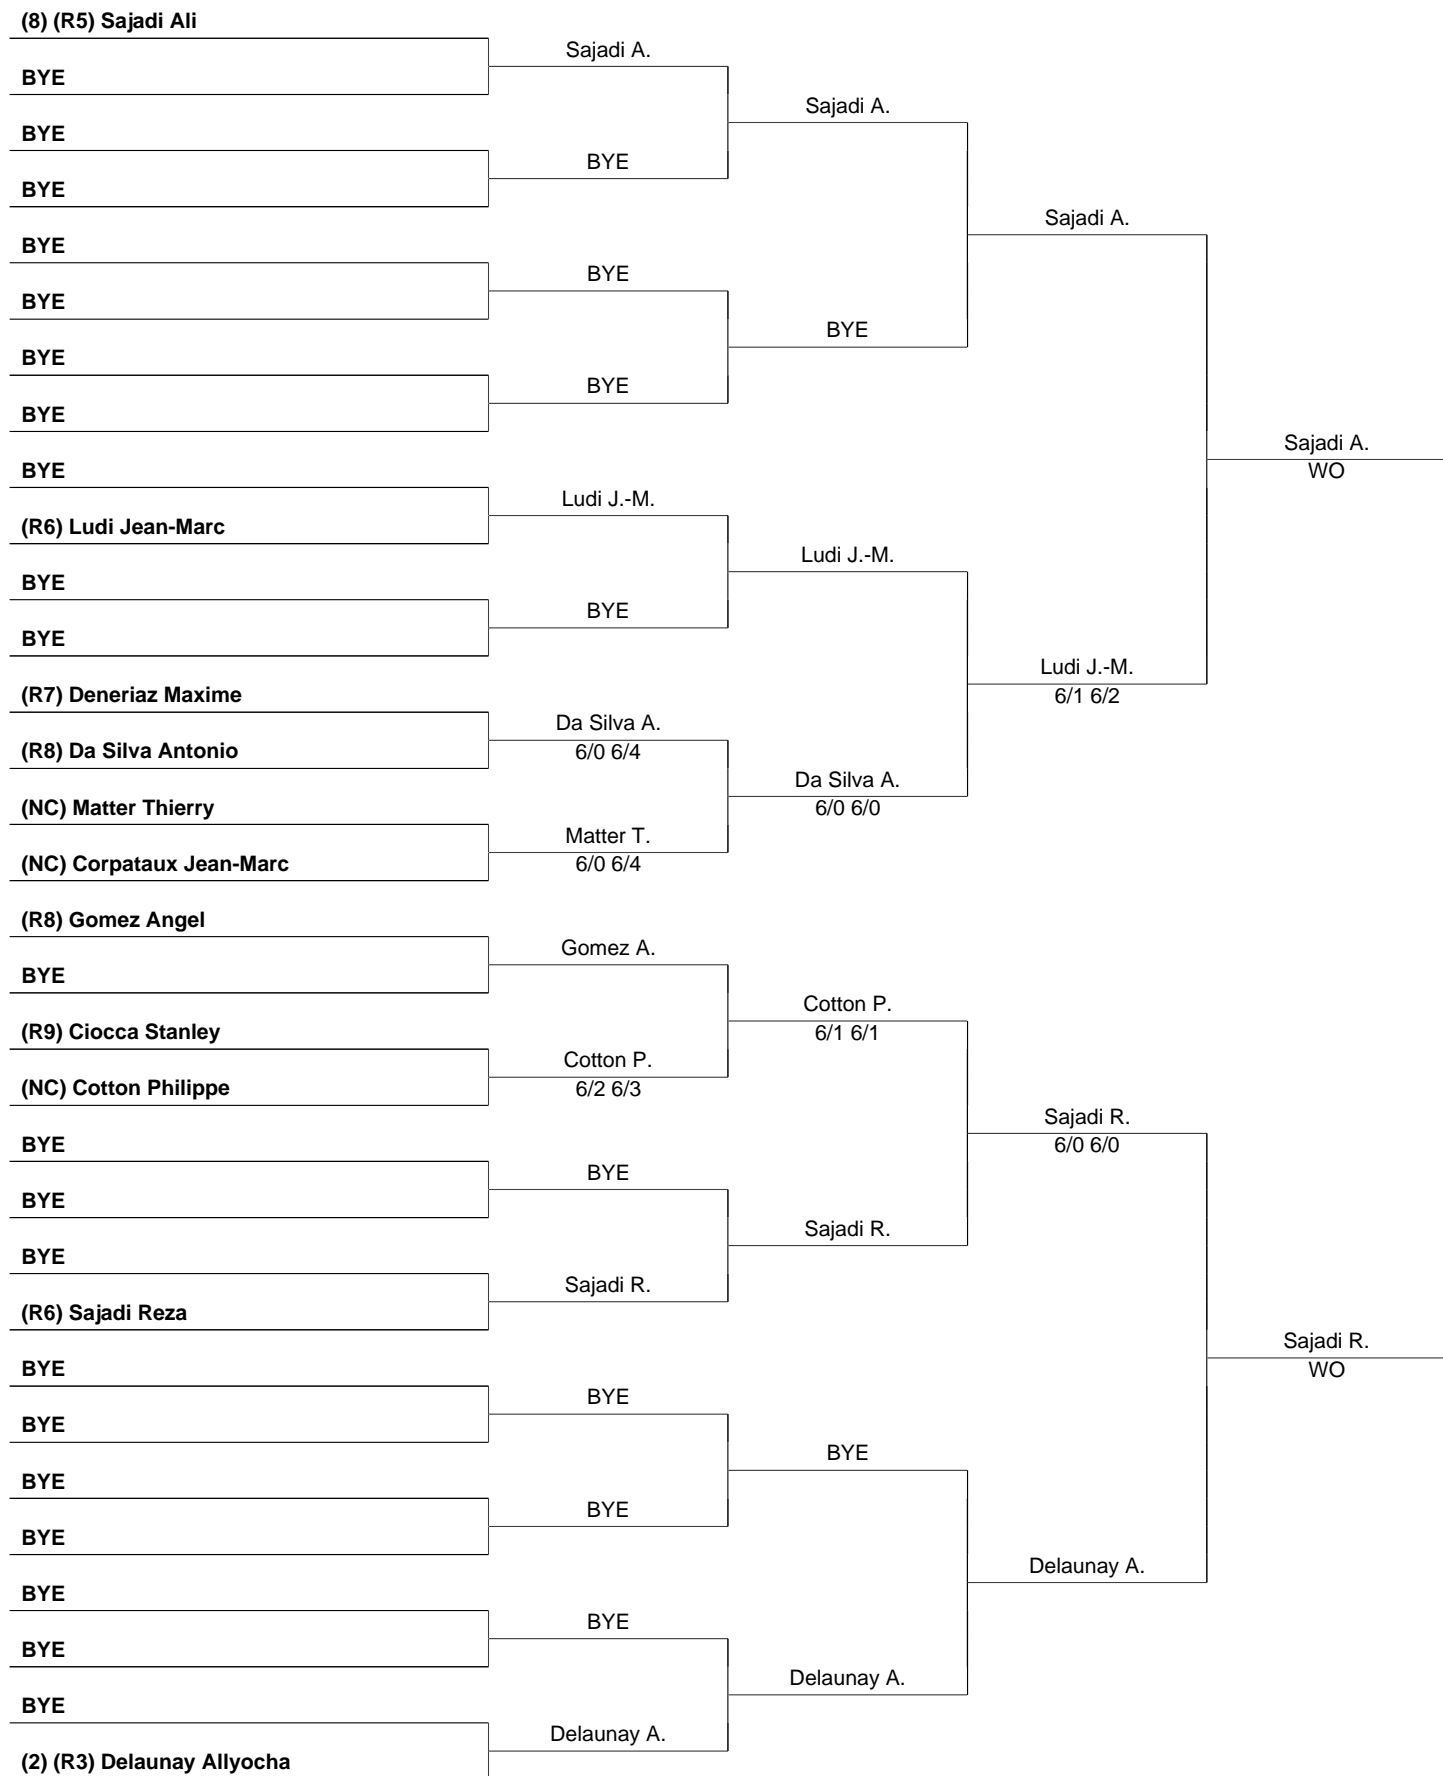 (8) (R5) Sajadi Ali
Sajadi A.
BYE
Sajadi A.
BYE
BYE
BYE
Sajadi A.
BYE
BYE
BYE
BYE
BYE
BYE
BYE
Sajadi A.
BYE
WO
Ludi J.-M.
(R6) Ludi Jean-Marc
Ludi J.-M.
BYE
BYE
BYE
Ludi J.-M.
(R7) Deneriaz Maxime
6/1 6/2
Da Silva A.
(R8) Da Silva Antonio
6/0 6/4
Da Silva A.
(NC) Matter Thierry
6/0 6/0
Matter T.
(NC) Corpataux Jean-Marc
6/0 6/4
(R8) Gomez Angel
Gomez A.
BYE
Cotton P.
(R9) Ciocca Stanley
6/1 6/1
Cotton P.
(NC) Cotton Philippe
6/2 6/3
Sajadi R.
BYE
6/0 6/0
BYE
BYE
Sajadi R.
BYE
Sajadi R.
(R6) Sajadi Reza
Sajadi R.
BYE
WO
BYE
BYE
BYE
BYE
BYE
BYE
Delaunay A.
BYE
BYE
BYE
Delaunay A.
BYE
Delaunay A.
(2) (R3) Delaunay Allyocha